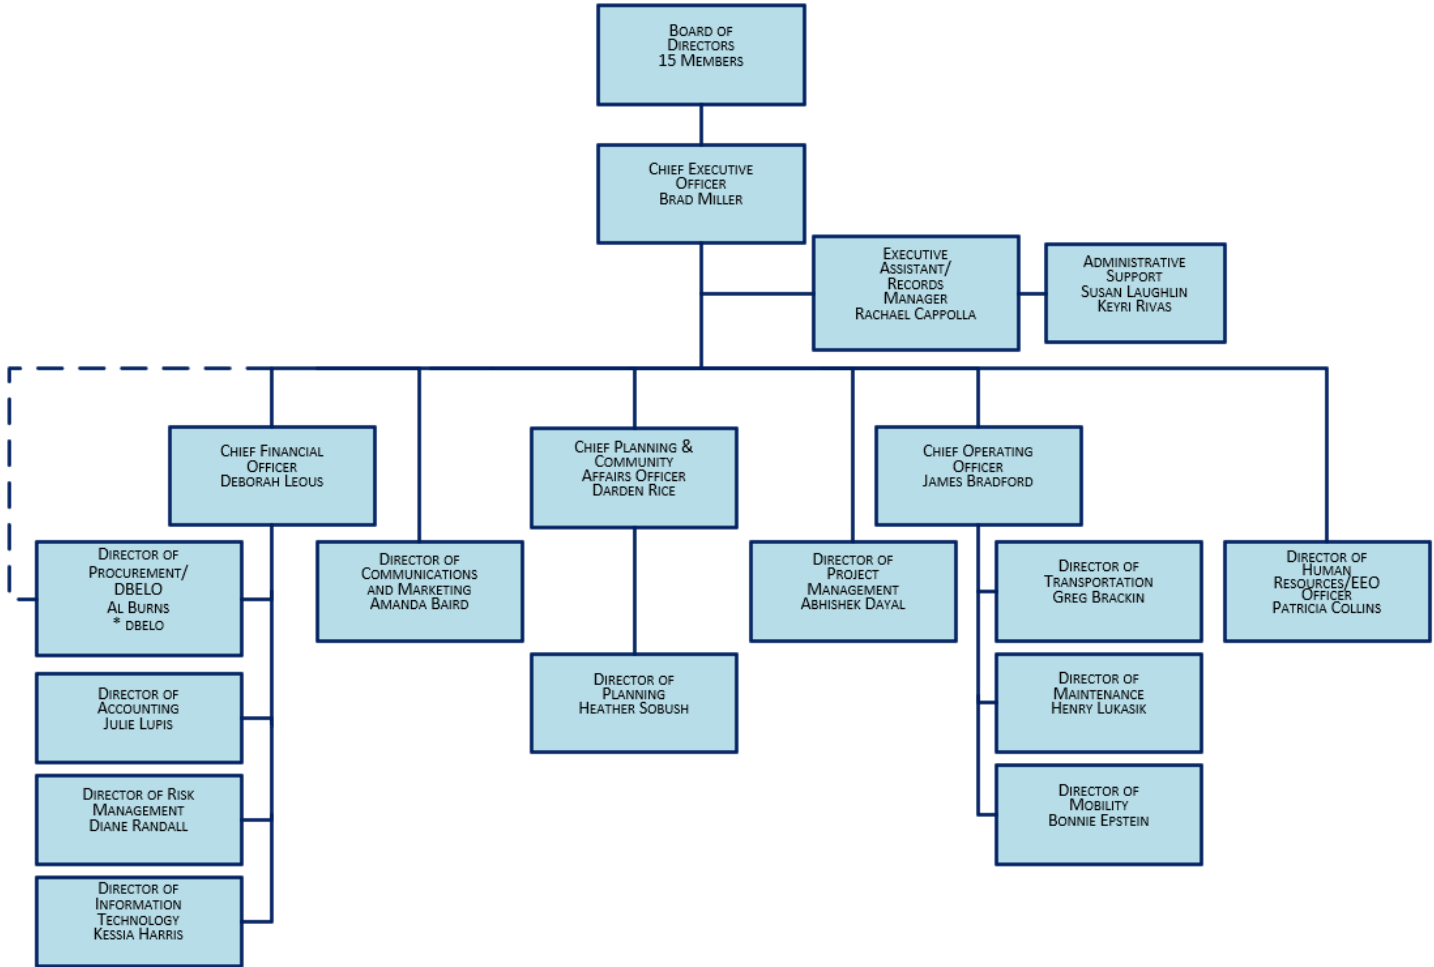 Board of
Directors
15 Members
Chief Executive
Officer
Brad Miller
Executive
Assistant/
Records
Manager
Rachael Cappolla
Administrative
Support
Susan Laughlin
Keyri Rivas
Chief Financial
Officer
Deborah Leous
Chief Planning &
Community
Affairs Officer
Darden Rice
Chief Operating
Officer
James Bradford
Director of
Procurement/
DBELO
Al Burns
* dbelo
Director of
Communications
and Marketing
Amanda Baird
Director of
Project
Management
Abhishek Dayal
Director of
Transportation
Greg Brackin
Director of
Human
Resources/EEO
Officer
Patricia Collins
Director of
Planning
Heather Sobush
Director of
Maintenance
Henry Lukasik
Director of
Accounting
Julie Lupis
Director of
Mobility
Bonnie Epstein
Director of Risk
Management
Diane Randall
Director of
Information
Technology
Kessia Harris